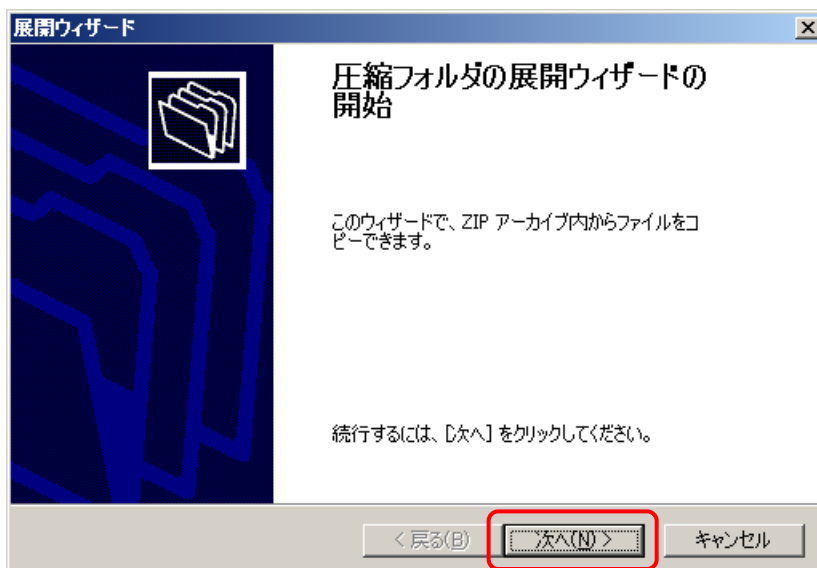 展開ウィザード
圧縮フォルダの展開ウィザードの
開始
このウィザードで、ZIP アーカイブ内からファイルをコ
ピーできます。
続行するには、[次へ] をクリックしてください。
< 戻る(B)
次へ(N) >
キャンセル